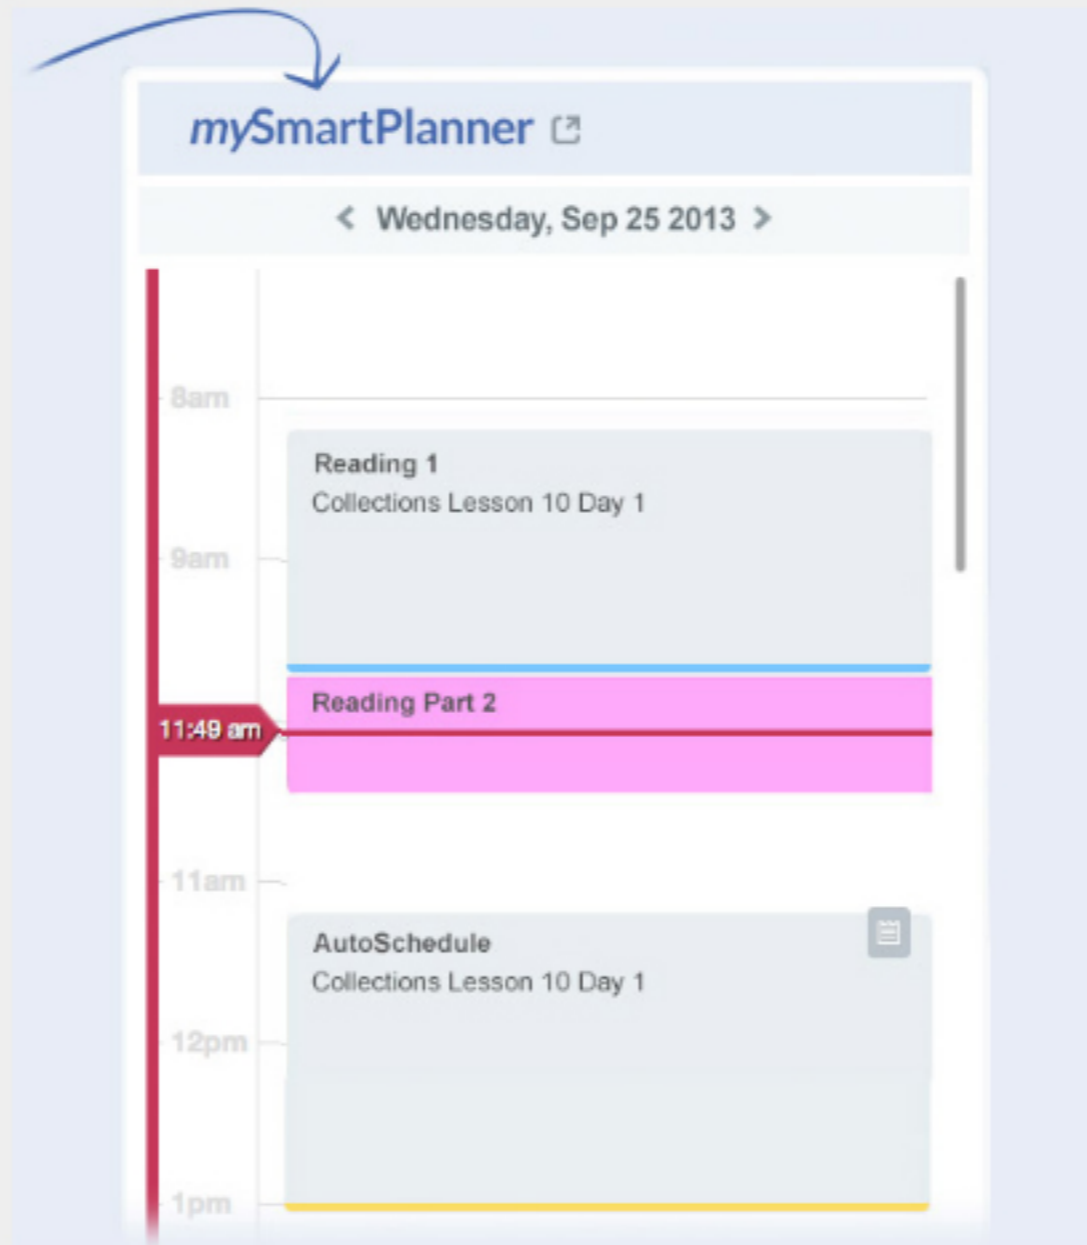 mySmartPlanner
Wednesday, Sep 25 2013
8am
Reading 1
Collections Lesson 10 Day 1
9am
Reading Part 2
11:49 am
11am
AutoSchedule
Collections Lesson 10 Day 1
12pm
1pm